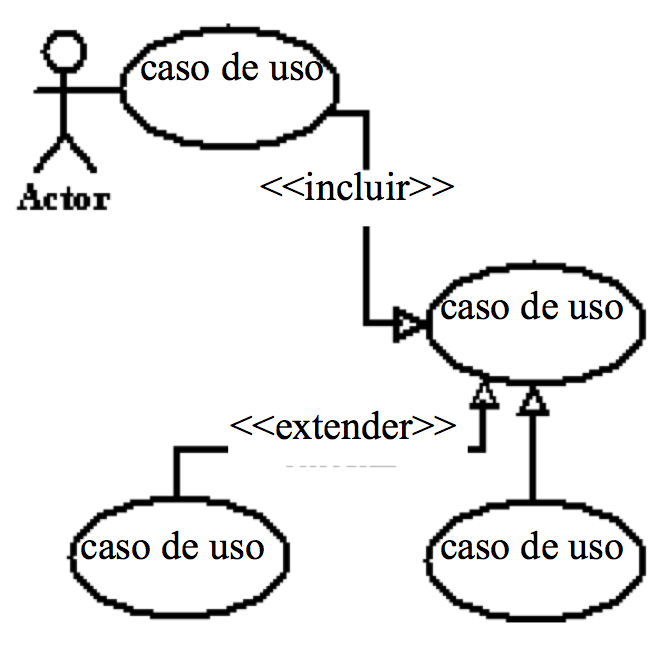 caso de uso
Actor
<<incluir>>
caso de uso
<<extender>>
caso de uso
caso de uso